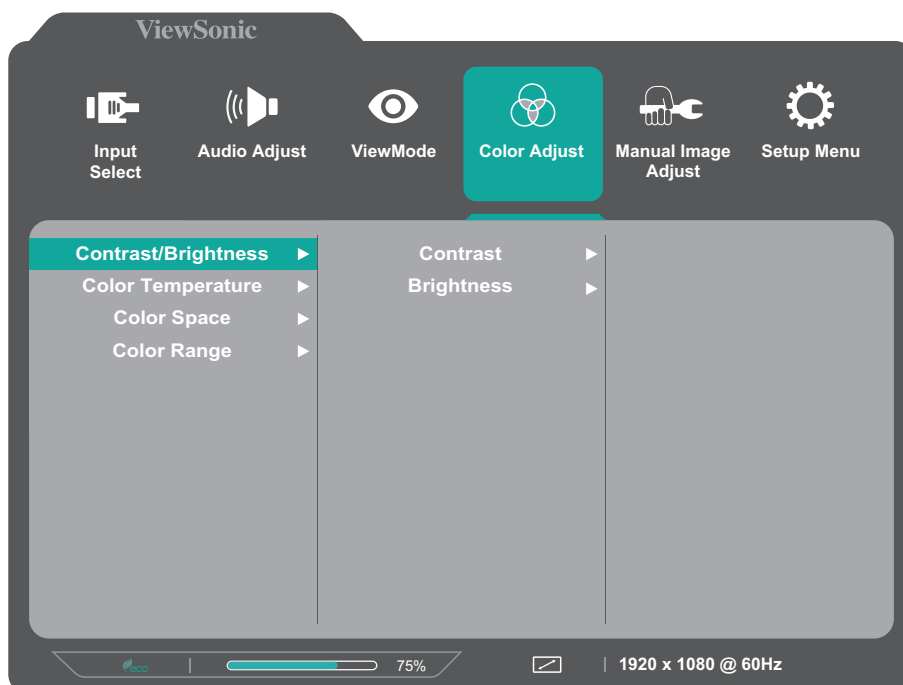 ViewSonic
Input
Select
Audio Adjust
ViewMode
Color Adjust
Manual Image
Adjust
Setup Menu
Contrast/Brightness
Color Temperature
Color Space
Color Range
Contrast
Brightness
eco
75%
1920 x 1080 @ 60Hz